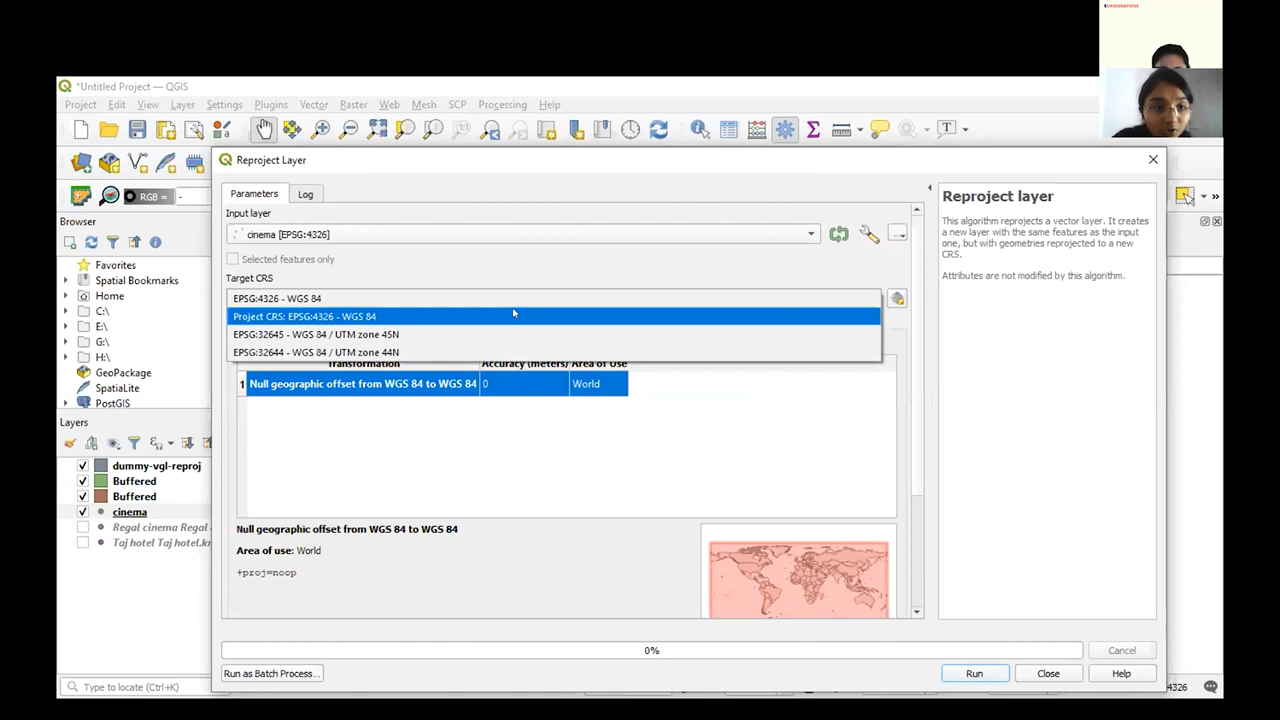 CURIOUSAPIENS
*Untitled Project — QGIS
Project Edit View Layer Settings Plugins Vector Raster Web Mesh SCP Processing Help
RGB = -
Browser
Favorites
Spatial Bookmarks
Home
C:\
E:\
G:\
H:\
GeoPackage
SpatiaLite
PostGIS
Layers
dummy-vgl-reproj
Buffered
Buffered
cinema
Regal cinema Regal c
Taj hotel Taj hotel.kr
Type to locate (Ctrl+K)
Reproject Layer
Parameters Log
Input layer
cinema [EPSG:4326]
Selected features only
Target CRS
EPSG:4326 - WGS 84
Project CRS: EPSG:4326 - WGS 84
EPSG:32645 - WGS 84 / UTM zone 45N
EPSG:32644 - WGS 84 / UTM zone 44N
Transformation Accuracy (meters) Area of Use
1 Null geographic offset from WGS 84 to WGS 84 0 World
Null geographic offset from WGS 84 to WGS 84
Area of use: World
+proj=noop
0%
Cancel
Run as Batch Process...
Run Close Help
Reproject layer
This algorithm reprojects a vector layer. It creates
a new layer with the same features as the input
one, but with geometries reprojected to a new
CRS.
Attributes are not modified by this algorithm.
4326